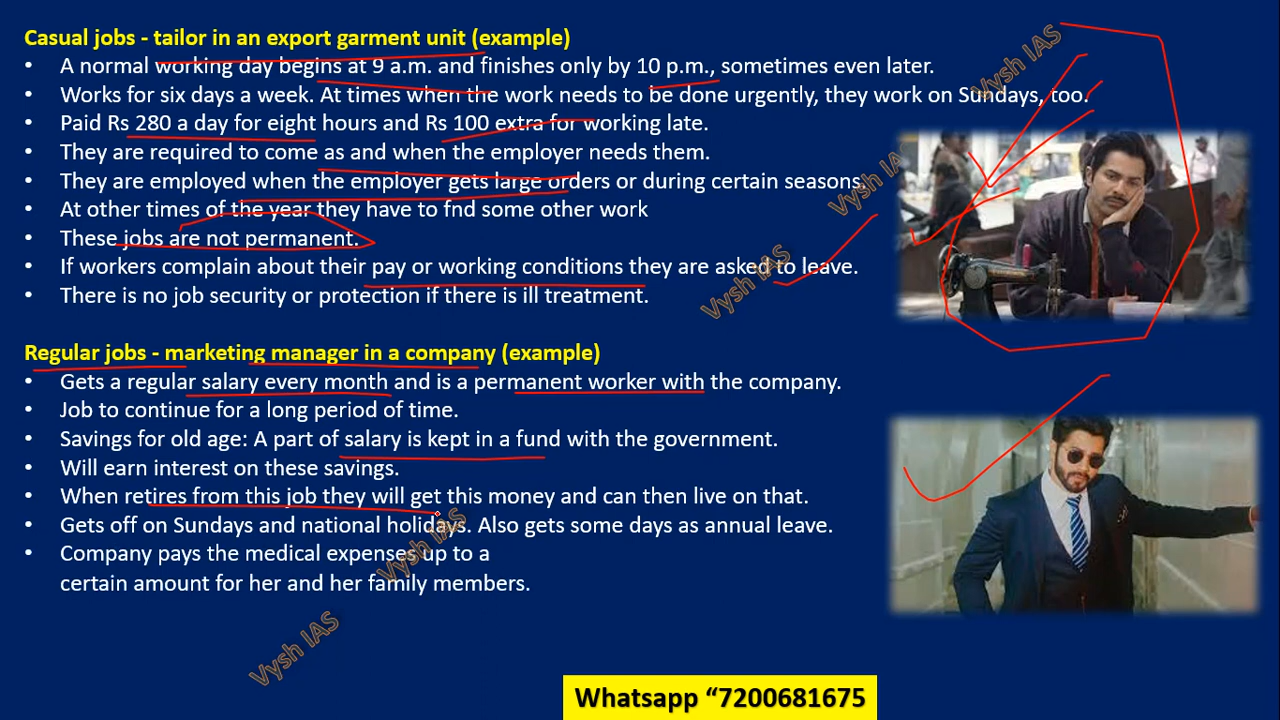 Casual jobs - tailor in an export garment unit (example)
• A normal working day begins at 9 a.m. and finishes only by 10 p.m., sometimes even later.
• Works for six days a week. At times when the work needs to be done urgently, they work on Sundays, too.
• Paid Rs 280 a day for eight hours and Rs 100 extra for working late.
• They are required to come as and when the employer needs them.
• They are employed when the employer gets large orders or during certain seasons.
• At other times of the year they have to fnd some other work
• These jobs are not permanent.
• If workers complain about their pay or working conditions they are asked to leave.
• There is no job security or protection if there is ill treatment.
Regular jobs - marketing manager in a company (example)
• Gets a regular salary every month and is a permanent worker with the company.
• Job to continue for a long period of time.
• Savings for old age: A part of salary is kept in a fund with the government.
• Will earn interest on these savings.
• When retires from this job they will get this money and can then live on that.
• Gets off on Sundays and national holidays. Also gets some days as annual leave.
• Company pays the medical expenses up to a
certain amount for her and her family members.
Vysh IAS
Vysh IA
Vysh IAS
Vysh IAS
Vysh IAS
Whatsapp “7200681675